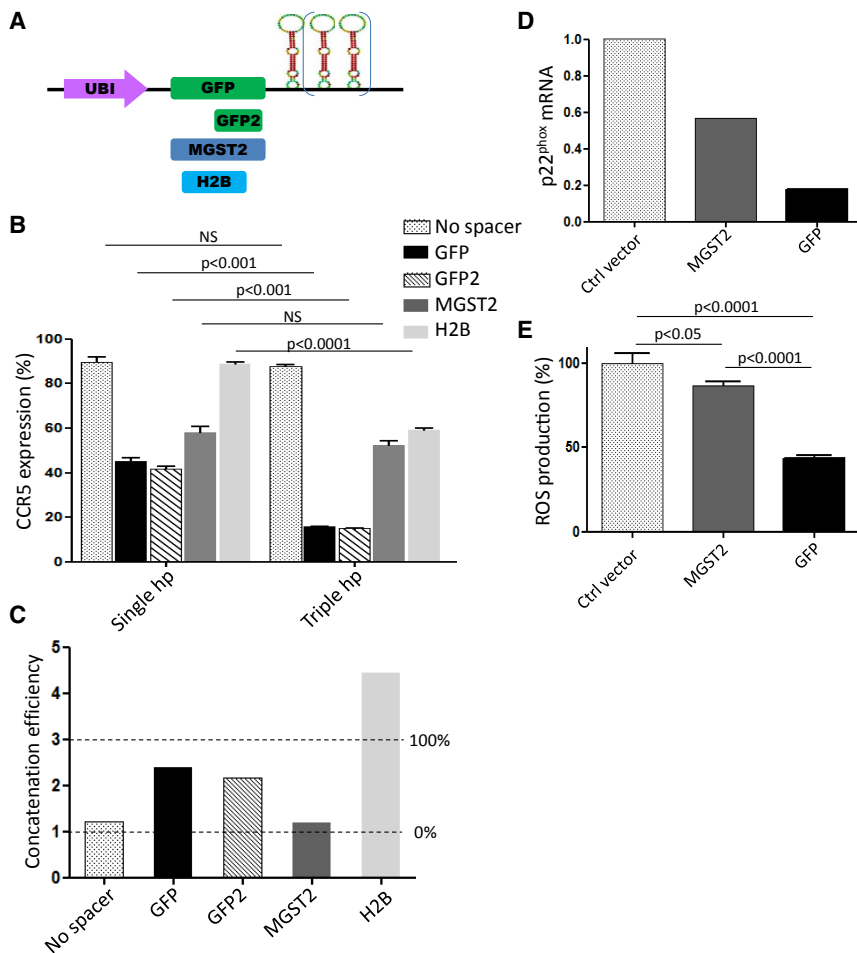 A
UBI
GFP
GFP2
MGST2
H2B
B
No spacer
GFP
GFP2
MGST2
H2B
NS
p<0.001
p<0.001
NS
p<0.0001
CCR5 expression (%)
100
80
60
40
20
0
Single hp
Triple hp
C
Concatenation efficiency
5
4
3
2
1
0
100%
0%
No spacer
GFP
GFP2
MGST2
H2B
D
p22phox mRNA
1.0
0.8
0.6
0.4
0.2
0.0
Ctrl vector
MGST2
GFP
E
p<0.0001
p<0.05
p<0.0001
ROS production (%)
100
50
0
Ctrl vector
MGST2
GFP